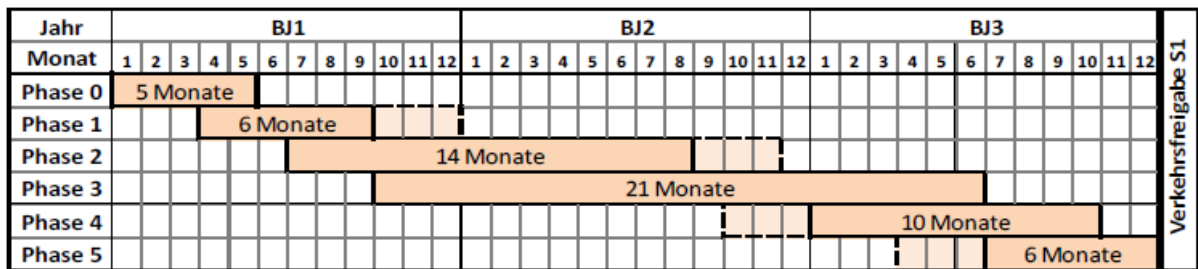 Jahr BJ1 BJ2 BJ3
Monat 1 2 3 4 5 6 7 8 9 10 11 12 1 2 3 4 5 6 7 8 9 10 11 12 1 2 3 4 5 6 7 8 9 10 11 12
Phase 0 5 Monate
Phase 1 6 Monate
Phase 2 14 Monate
Phase 3 21 Monate
Phase 4 10 Monate
Phase 5 6 Monate
Verkehrsfreigabe S1